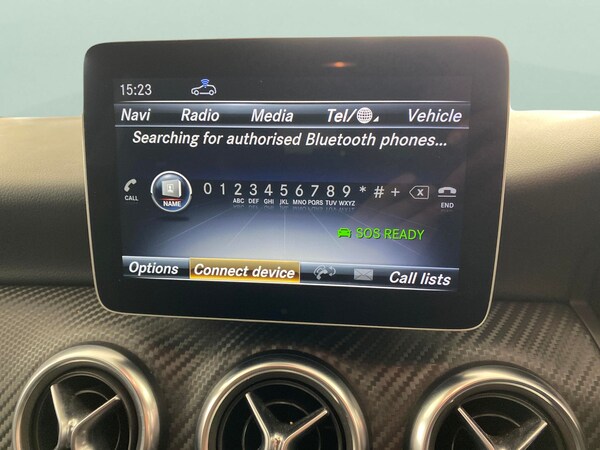 15:23
Navi Radio Media Tel/ Vehicle
Searching for authorised Bluetooth phones...
0 1 2 3 4 5 6 7 8 9 * # +
CALL NAME ABC DEF GHI JKL MNO PQRS TUV WXYZ END
SOS READY
Options Connect device Call lists